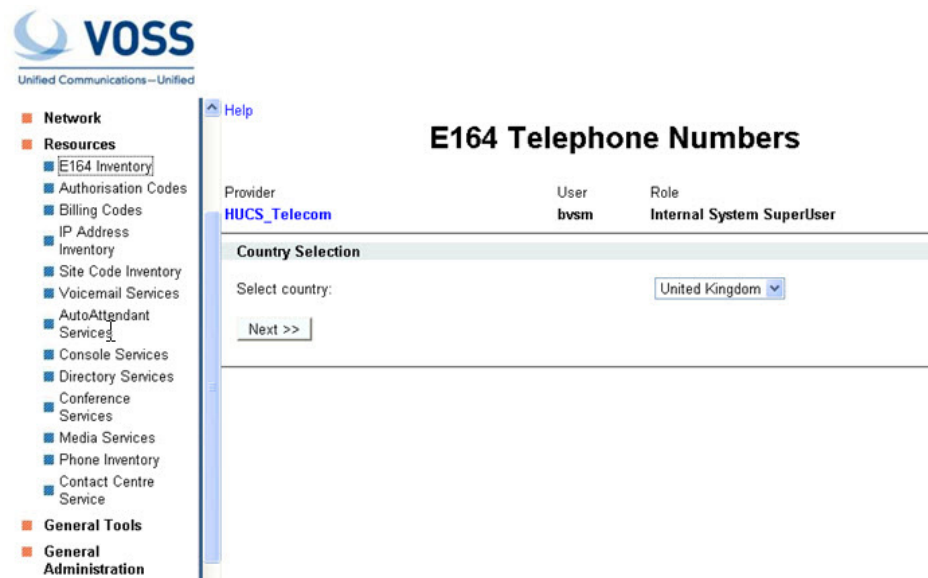 VOSS
Unified Communications—Unified
Network
Resources
E164 Inventory
Authorisation Codes
Billing Codes
IP Address
Inventory
Site Code Inventory
Voicemail Services
AutoAttendant
Services
Console Services
Directory Services
Conference
Services
Media Services
Phone Inventory
Contact Centre
Service
General Tools
General
Administration
Help
E164 Telephone Numbers
Provider User Role
HUCS_Telecom bvsm Internal System SuperUser
Country Selection
Select country: United Kingdom
Next >>